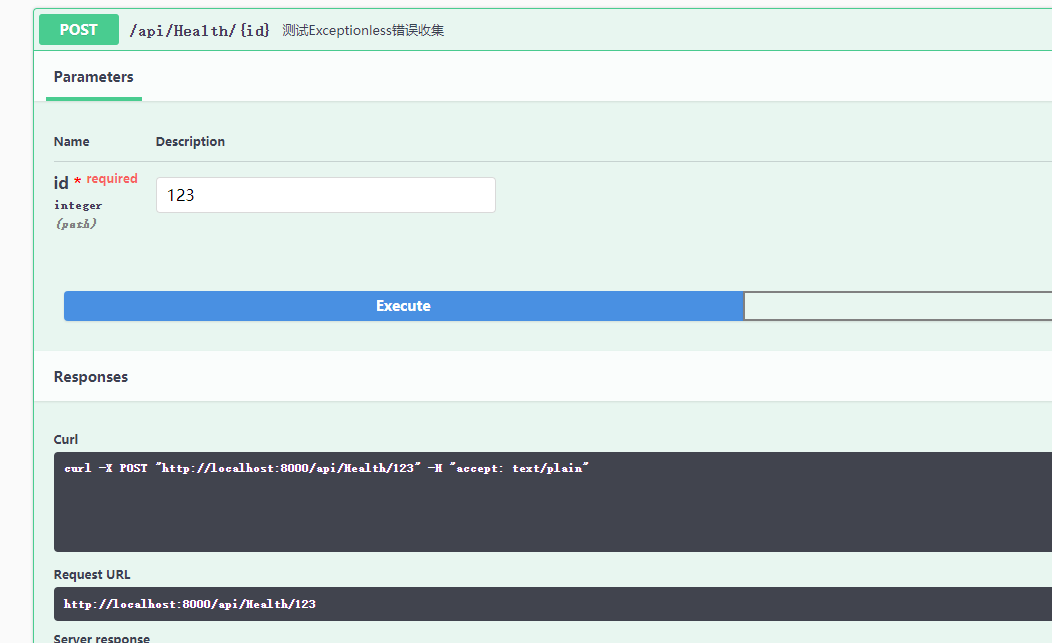 POST /api/Health/{id} 测试Exceptionless错误收集
Parameters
Name Description
id * required
123
integer
(path)
Execute
Responses
Curl
curl -X POST "http://localhost:8000/api/Health/123" -H "accept: text/plain"
Request URL
http://localhost:8000/api/Health/123
Server response